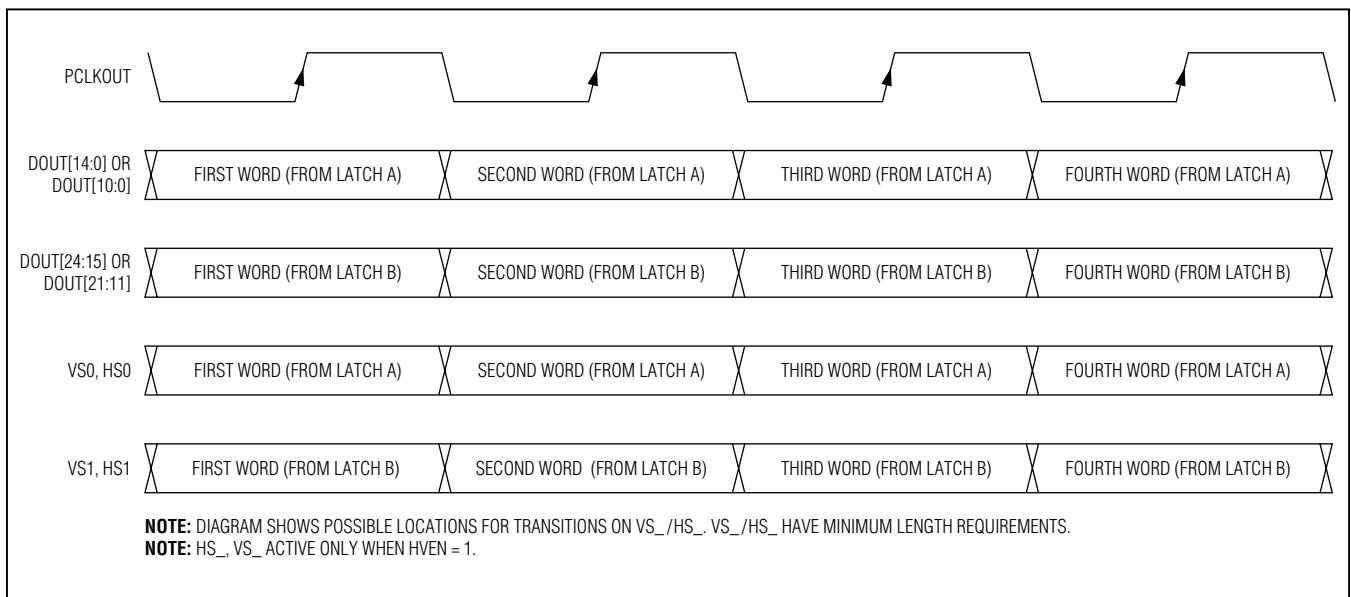 PCLKOUT
DOUT[14:0] OR
DOUT[10:0]
FIRST WORD (FROM LATCH A)
SECOND WORD (FROM LATCH A)
THIRD WORD (FROM LATCH A)
FOURTH WORD (FROM LATCH A)
DOUT[24:15] OR
DOUT[21:11]
FIRST WORD (FROM LATCH B)
SECOND WORD (FROM LATCH B)
THIRD WORD (FROM LATCH B)
FOURTH WORD (FROM LATCH B)
VS0, HS0
FIRST WORD (FROM LATCH A)
SECOND WORD (FROM LATCH A)
THIRD WORD (FROM LATCH A)
FOURTH WORD (FROM LATCH A)
VS1, HS1
FIRST WORD (FROM LATCH B)
SECOND WORD (FROM LATCH B)
THIRD WORD (FROM LATCH B)
FOURTH WORD (FROM LATCH B)
NOTE: DIAGRAM SHOWS POSSIBLE LOCATIONS FOR TRANSITIONS ON VS_/HS_. VS_/HS_ HAVE MINIMUM LENGTH REQUIREMENTS.
NOTE: HS_, VS_ ACTIVE ONLY WHEN HVEN = 1.